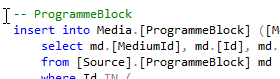 -- ProgrammeBlock
insert into Media.[ProgrammeBlock] ([M
select md.[MediumId], md.[Id], md.
from [Source].[ProgrammeBlock] md
where Id IN (